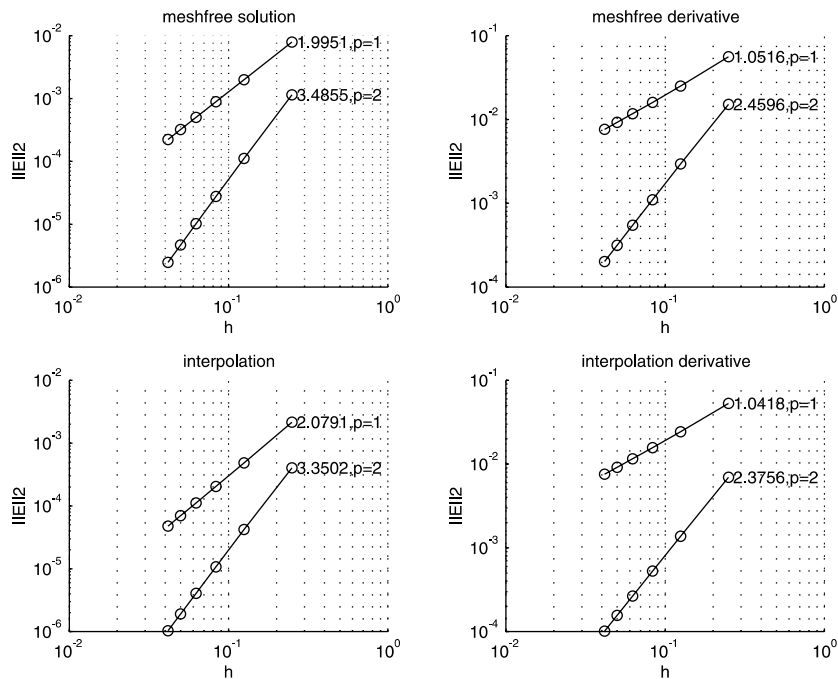 meshfree solution
10^-2
10^-3
10^-4
10^-5
10^-6
||E||2
1.9951,p=1
3.4855,p=2
10^-2
10^-1
10^0
h
meshfree derivative
10^-1
10^-2
10^-3
10^-4
||E||2
1.0516,p=1
2.4596,p=2
10^-2
10^-1
10^0
h
interpolation
10^-2
10^-3
10^-4
10^-5
10^-6
||E||2
2.0791,p=1
3.3502,p=2
10^-2
10^-1
10^0
h
interpolation derivative
10^-1
10^-2
10^-3
10^-4
||E||2
1.0418,p=1
2.3756,p=2
10^-2
10^-1
10^0
h